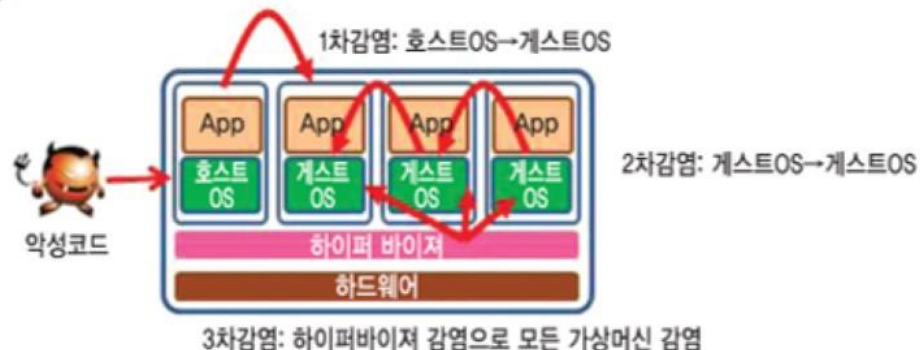 1차감염: 호스트OS→게스트OS
App App App App
호스트 OS 게스트 OS 게스트 OS 게스트 OS
2차감염: 게스트OS→게스트OS
악성코드
하이퍼 바이져
하드웨어
3차감염: 하이퍼바이져 감염으로 모든 가상머신 감염